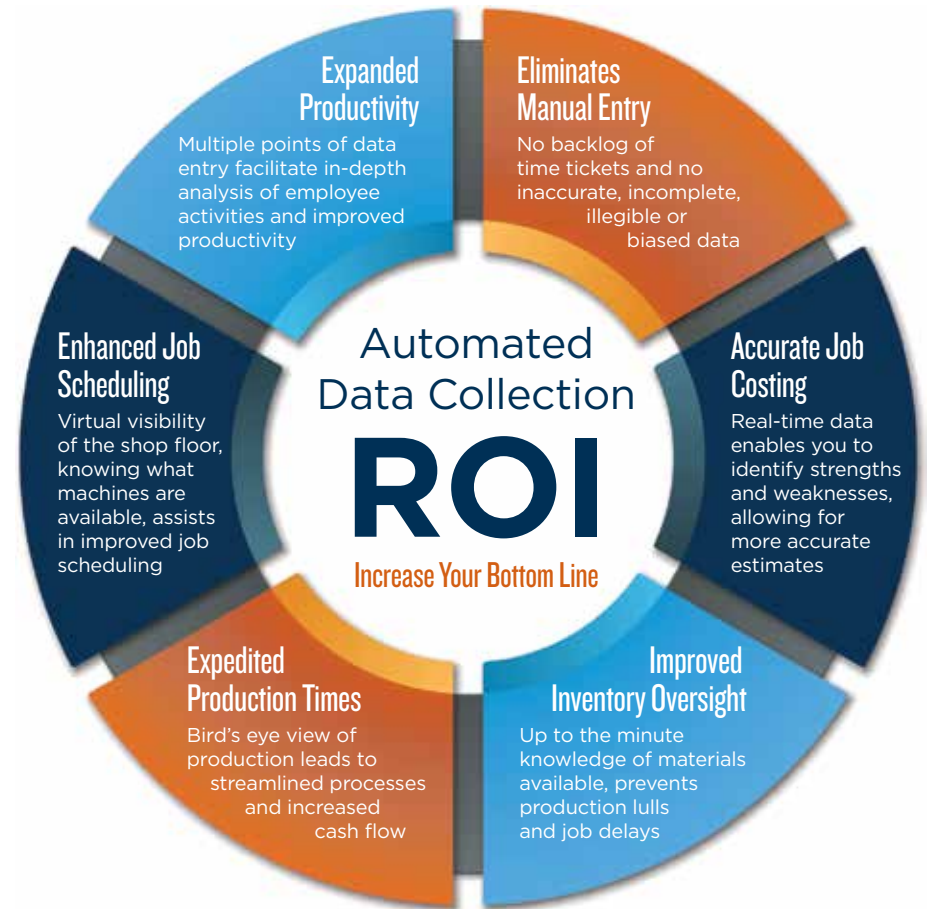 Expanded
Productivity
Multiple points of data
entry facilitate in-depth
analysis of employee
activities and improved
productivity
Eliminates
Manual Entry
No backlog of
time tickets and no
inaccurate, incomplete,
illegible or
biased data
Enhanced Job
Scheduling
Virtual visibility
of the shop floor,
knowing what
machines are
available, assists
in improved job
scheduling
Automated
Data Collection
ROI
Increase Your Bottom Line
Accurate Job
Costing
Real-time data
enables you to
identify strengths
and weaknesses,
allowing for
more accurate
estimates
Expedited
Production Times
Bird's eye view of
production leads to
streamlined processes
and increased
cash flow
Improved
Inventory Oversight
Up to the minute
knowledge of materials
available, prevents
production lulls
and job delays